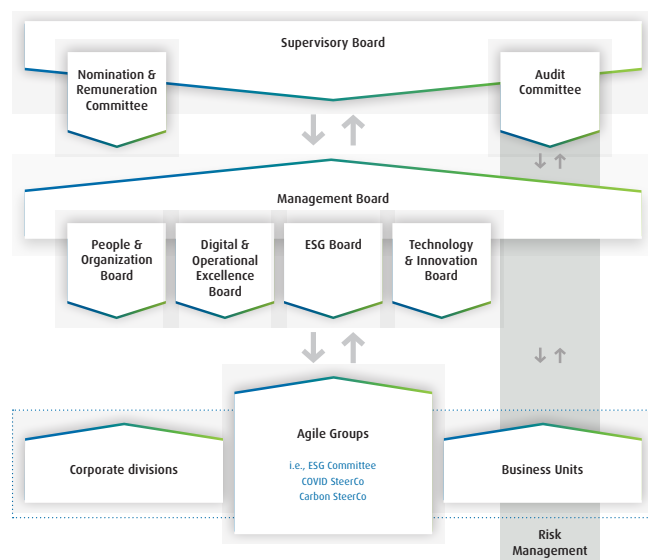 Supervisory Board
Nomination &
Remuneration
Committee
Audit
Committee
Management Board
People &
Organization
Board
Digital &
Operational
Excellence
Board
ESG Board
Technology
& Innovation
Board
Corporate divisions
Agile Groups
i.e., ESG Committee
COVID SteerCo
Carbon SteerCo
Business Units
Risk
Management